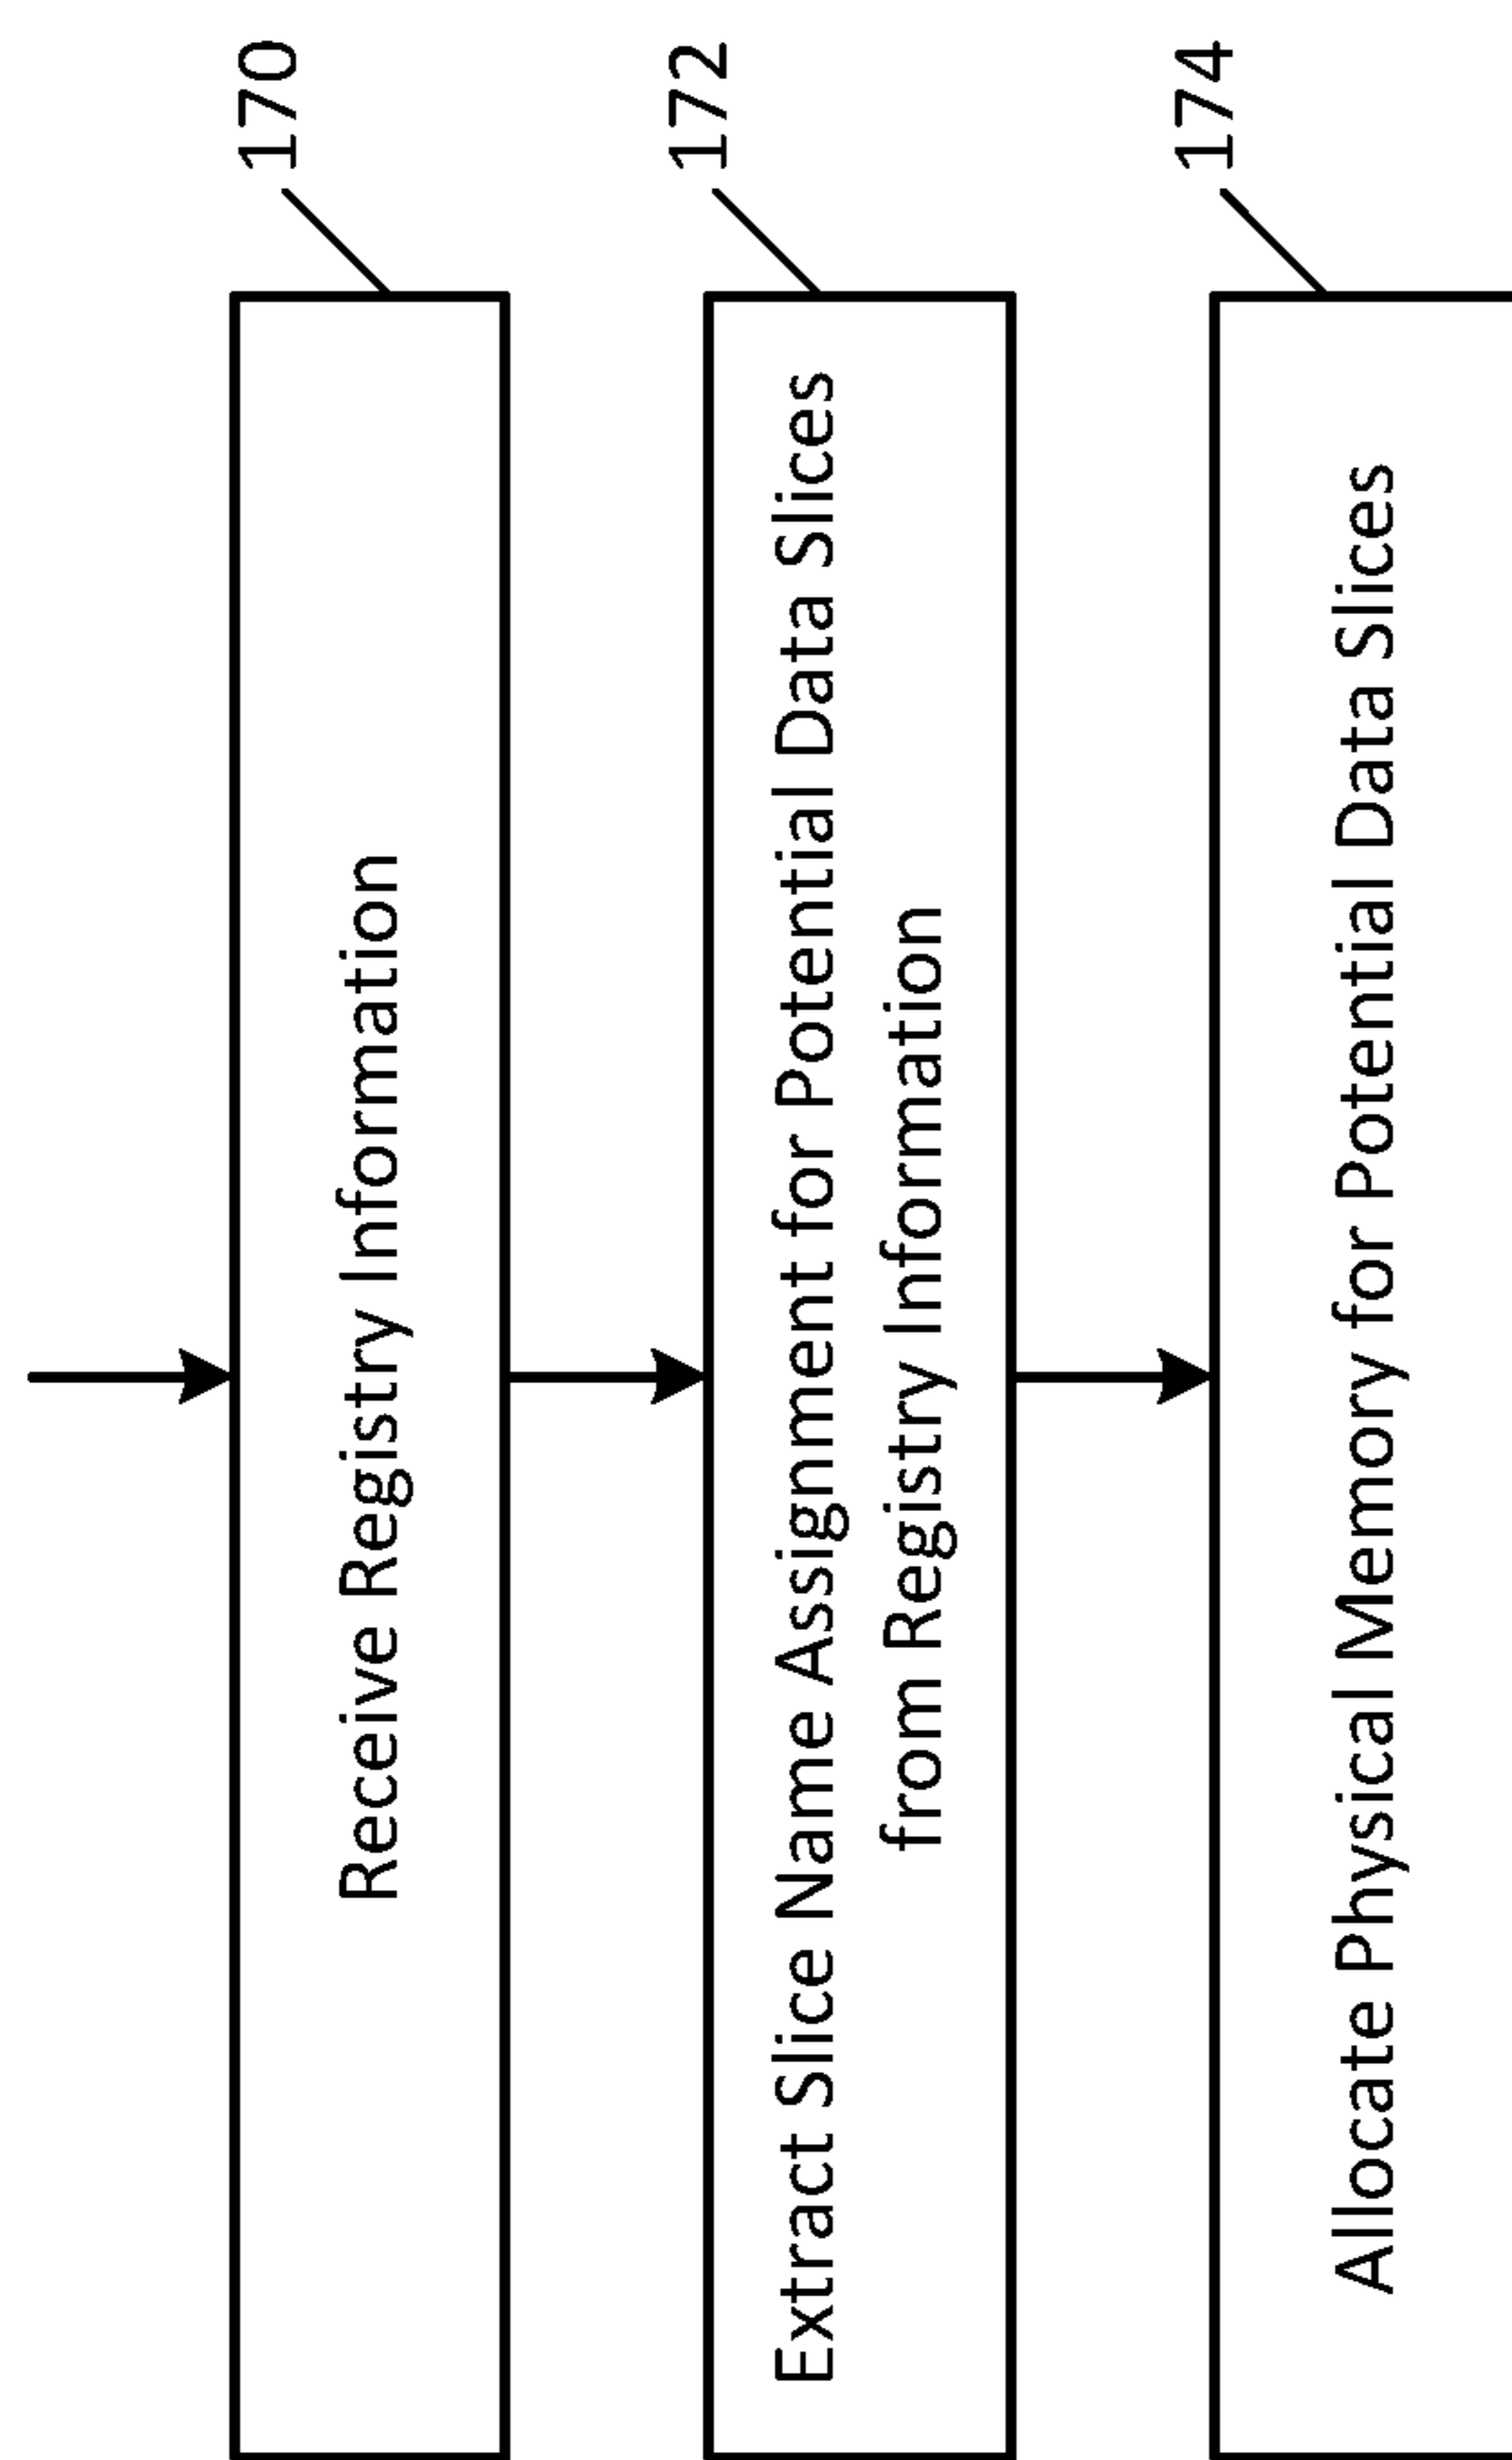 170
Receive Registry Information
172
Extract Slice Name Assignment for Potential Data Slices
from Registry Information
174
Allocate Physical Memory for Potential Data Slices